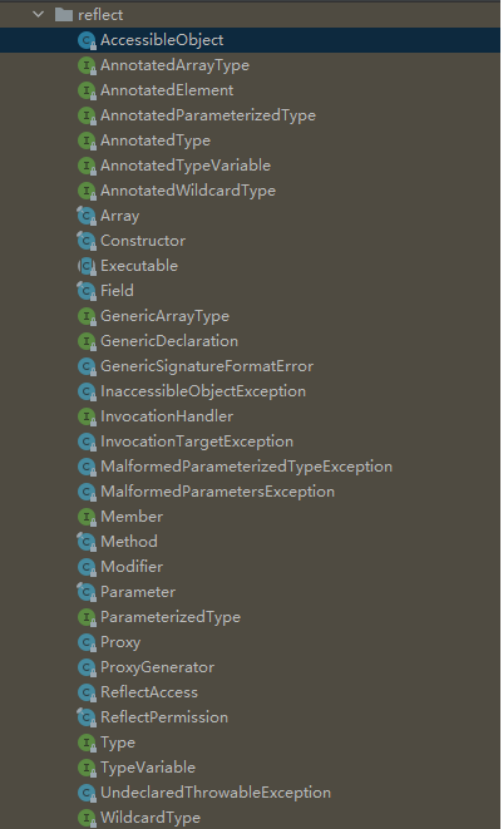 reflect
AccessibleObject
AnnotatedArrayType
AnnotatedElement
AnnotatedParameterizedType
AnnotatedType
AnnotatedTypeVariable
AnnotatedWildcardType
Array
Constructor
Executable
Field
GenericArrayType
GenericDeclaration
GenericSignatureFormatError
InaccessibleObjectException
InvocationHandler
InvocationTargetException
MalformedParameterizedTypeException
MalformedParametersException
Member
Method
Modifier
Parameter
ParameterizedType
Proxy
ProxyGenerator
ReflectAccess
ReflectPermission
Type
TypeVariable
UndeclaredThrowableException
WildcardType